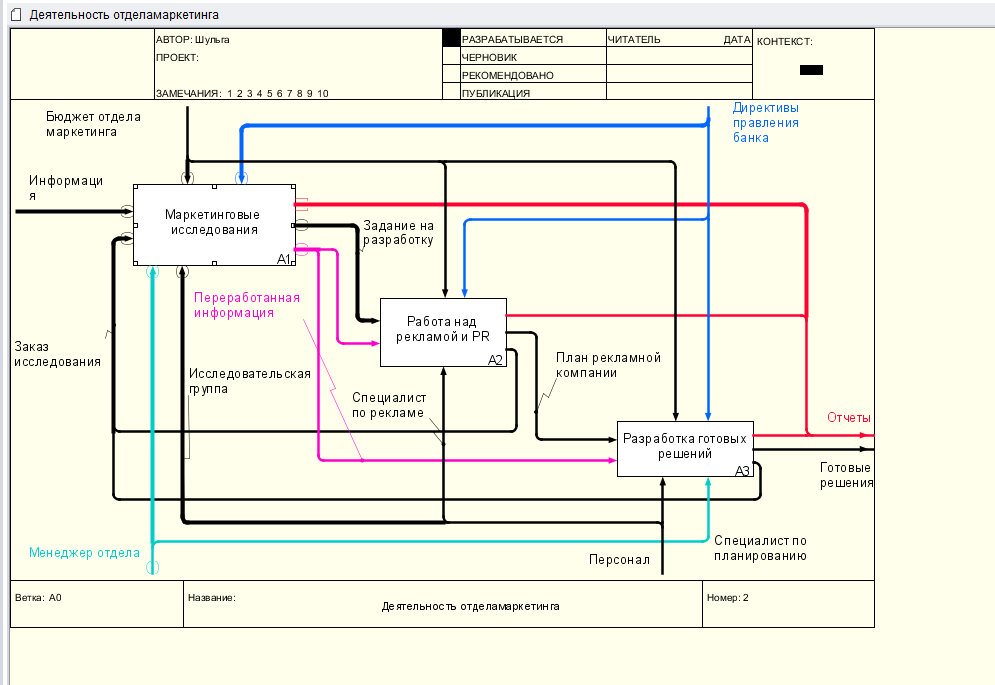 Деятельность отделамаркетинга
АВТОР: Шульга
РАЗРАБАТЫВАЕТСЯ
ЧИТАТЕЛЬ
ДАТА
КОНТЕКСТ:
ПРОЕКТ:
ЧЕРНОВИК
РЕКОМЕНДОВАНО
ЗАМЕЧАНИЯ: 1 2 3 4 5 6 7 8 9 10
ПУБЛИКАЦИЯ
Бюджет отдела
маркетинга
Директивы
правления
банка
Информаци
я
Маркетинговые
исследования
A1
Задание на
разработку
Переработанная
информация
Работа над
рекламой и PR
A2
Заказ
исследования
Исследовательская
группа
Специалист
по рекламе
План рекламной
компании
Отчеты
Разработка готовых
решений
A3
Готовые
решения
Менеджер отдела
Персонал
Специалист по
планированию
Ветка: A0
Название:
Деятельность отделамаркетинга
Номер: 2